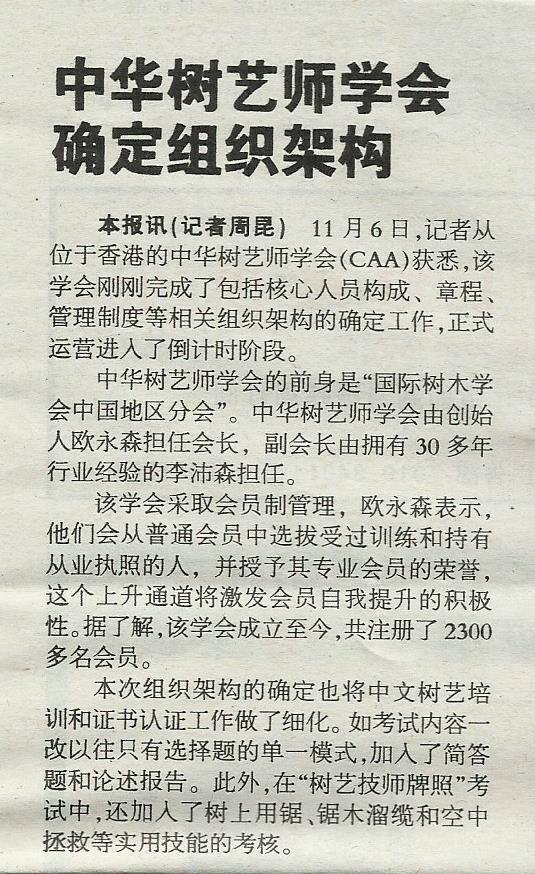 中华树艺师学会
确定组织架构
本报讯(记者周昆) 11月6日,记者从
位于香港的中华树艺师学会(CAA)获悉,该
学会刚刚完成了包括核心人员构成、章程、
管理制度等相关组织架构的确定工作,正式
运营进入了倒计时阶段。
中华树艺师学会的前身是“国际树木学
会中国地区分会”。中华树艺师学会由创始
人欧永森担任会长，副会长由拥有30多年
行业经验的李沛森担任。
该学会采取会员制管理，欧永森表示，
他们会从普通会员中选拔受过训练和持有
从业执照的人，并授予其专业会员的荣誉，
这个上升通道将激发会员自我提升的积极
性。据了解,该学会成立至今,共注册了2300
多名会员。
本次组织架构的确定也将中文树艺培
训和证书认证工作做了细化。如考试内容一
改以往只有选择题的单一模式,加入了简答
题和论述报告。此外,在“树艺技师牌照”考
试中,还加入了树上用锯、锯木溜缆和空中
拯救等实用技能的考核。